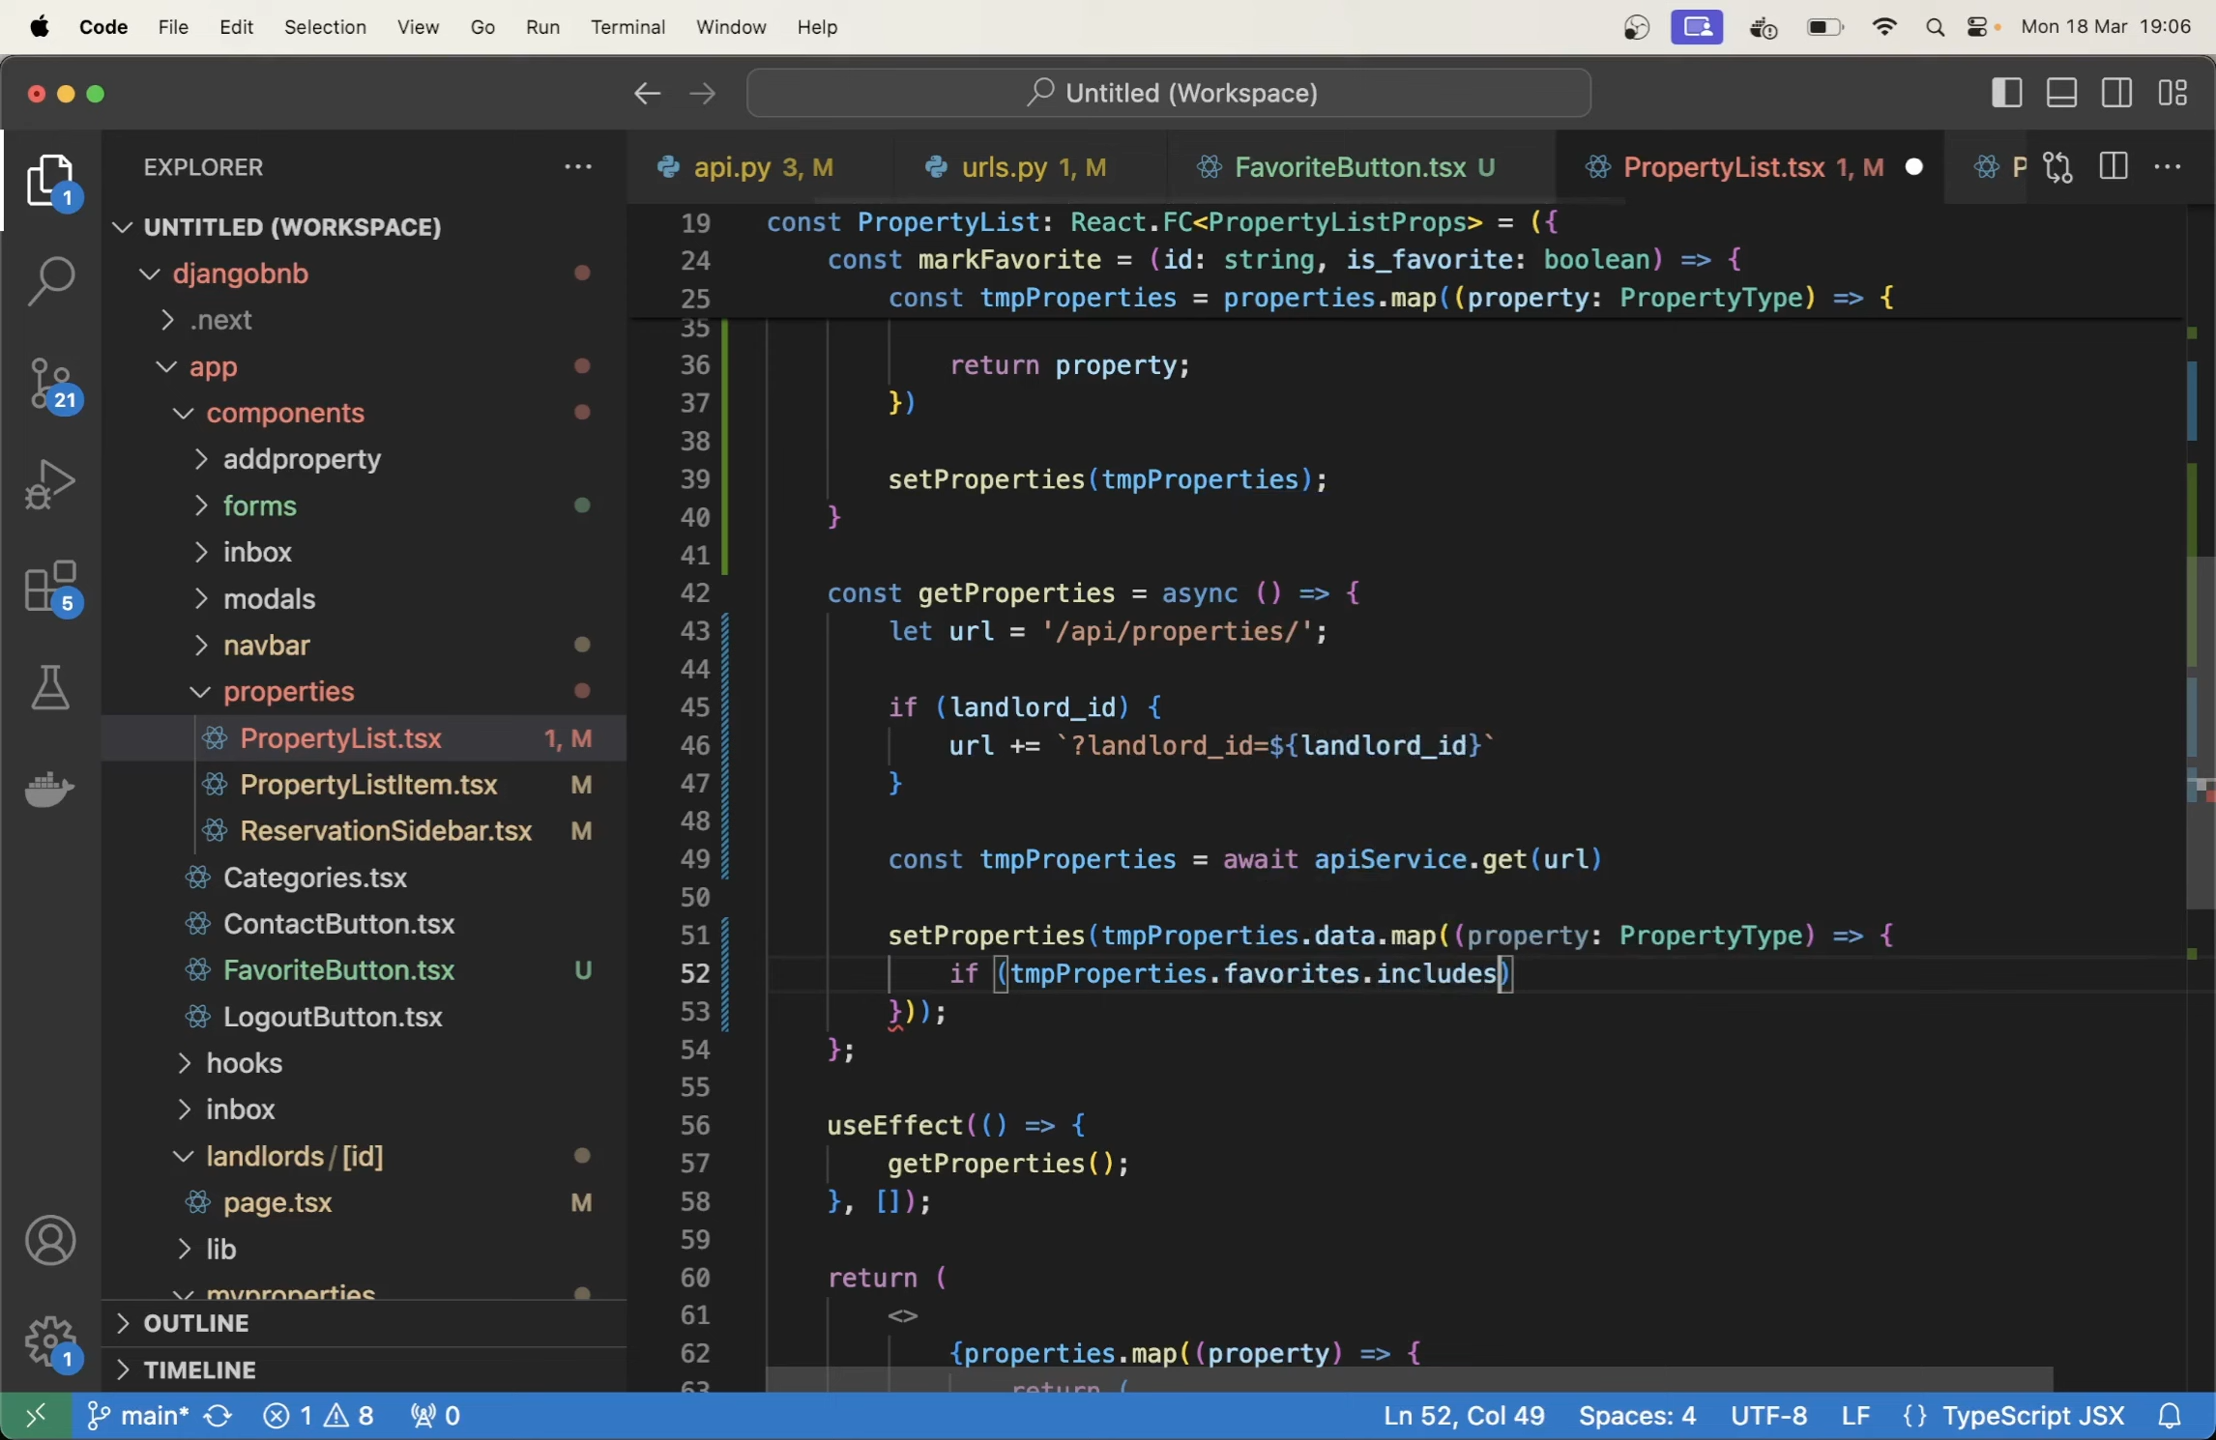 Code File Edit Selection View Go Run Terminal Window Help Mon 18 Mar 19:06
Untitled (Workspace)
EXPLORER
UNTITLED (WORKSPACE)
djangobnb
.next
app
components
addproperty
forms
inbox
modals
navbar
properties
PropertyList.tsx 1, M
PropertyListItem.tsx M
ReservationSidebar.tsx M
Categories.tsx
ContactButton.tsx
FavoriteButton.tsx U
LogoutButton.tsx
hooks
inbox
landlords / [id]
page.tsx M
lib
myproperties
OUTLINE
TIMELINE
1
21
5
1
api.py 3, M urls.py 1, M FavoriteButton.tsx U PropertyList.tsx 1, M P
19 const PropertyList: React.FC<PropertyListProps> = ({
24 const markFavorite = (id: string, is_favorite: boolean) => {
25 const tmpProperties = properties.map((property: PropertyType) => {
35
36 return property;
37 })
38
39 setProperties(tmpProperties);
40 }
41
42 const getProperties = async () => {
43 let url = '/api/properties/';
44
45 if (landlord_id) {
46 url += `?landlord_id=${landlord_id}`
47 }
48
49 const tmpProperties = await apiService.get(url)
50
51 setProperties(tmpProperties.data.map((property: PropertyType) => {
52 if (tmpProperties.favorites.includes)
53 }));
54 };
55
56 useEffect(() => {
57 getProperties();
58 }, []);
59
60 return (
61 <>
62 {properties.map((property) => {
63 return (
main* 1 8 0 Ln 52, Col 49 Spaces: 4 UTF-8 LF {} TypeScript JSX